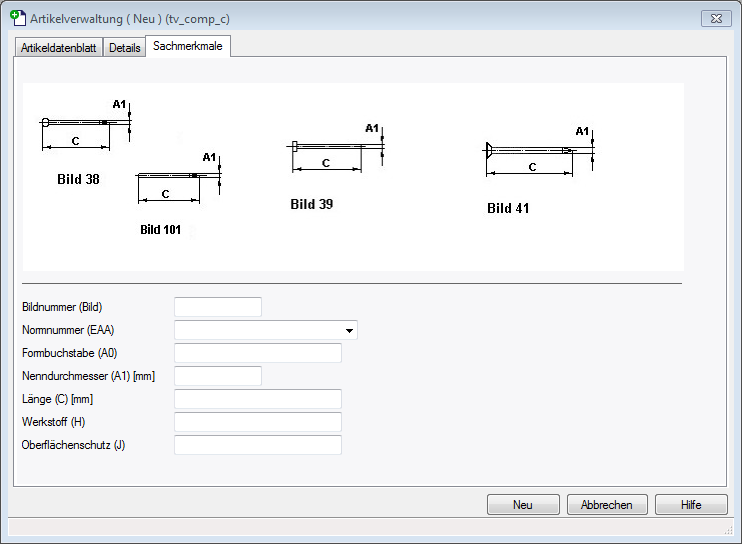 Artikelverwaltung ( Neu ) (tv_comp_c)
Artikeldatenblatt Details Sachmerkmale
A1
C
Bild 38
A1
C
Bild 101
A1
C
Bild 39
A1
C
Bild 41
Bildnummer (Bild)
Normnummer (EAA)
Formbuchstabe (A0)
Nenndurchmesser (A1) [mm]
Länge (C) [mm]
Werkstoff (H)
Oberflächenschutz (J)
Neu Abbrechen Hilfe